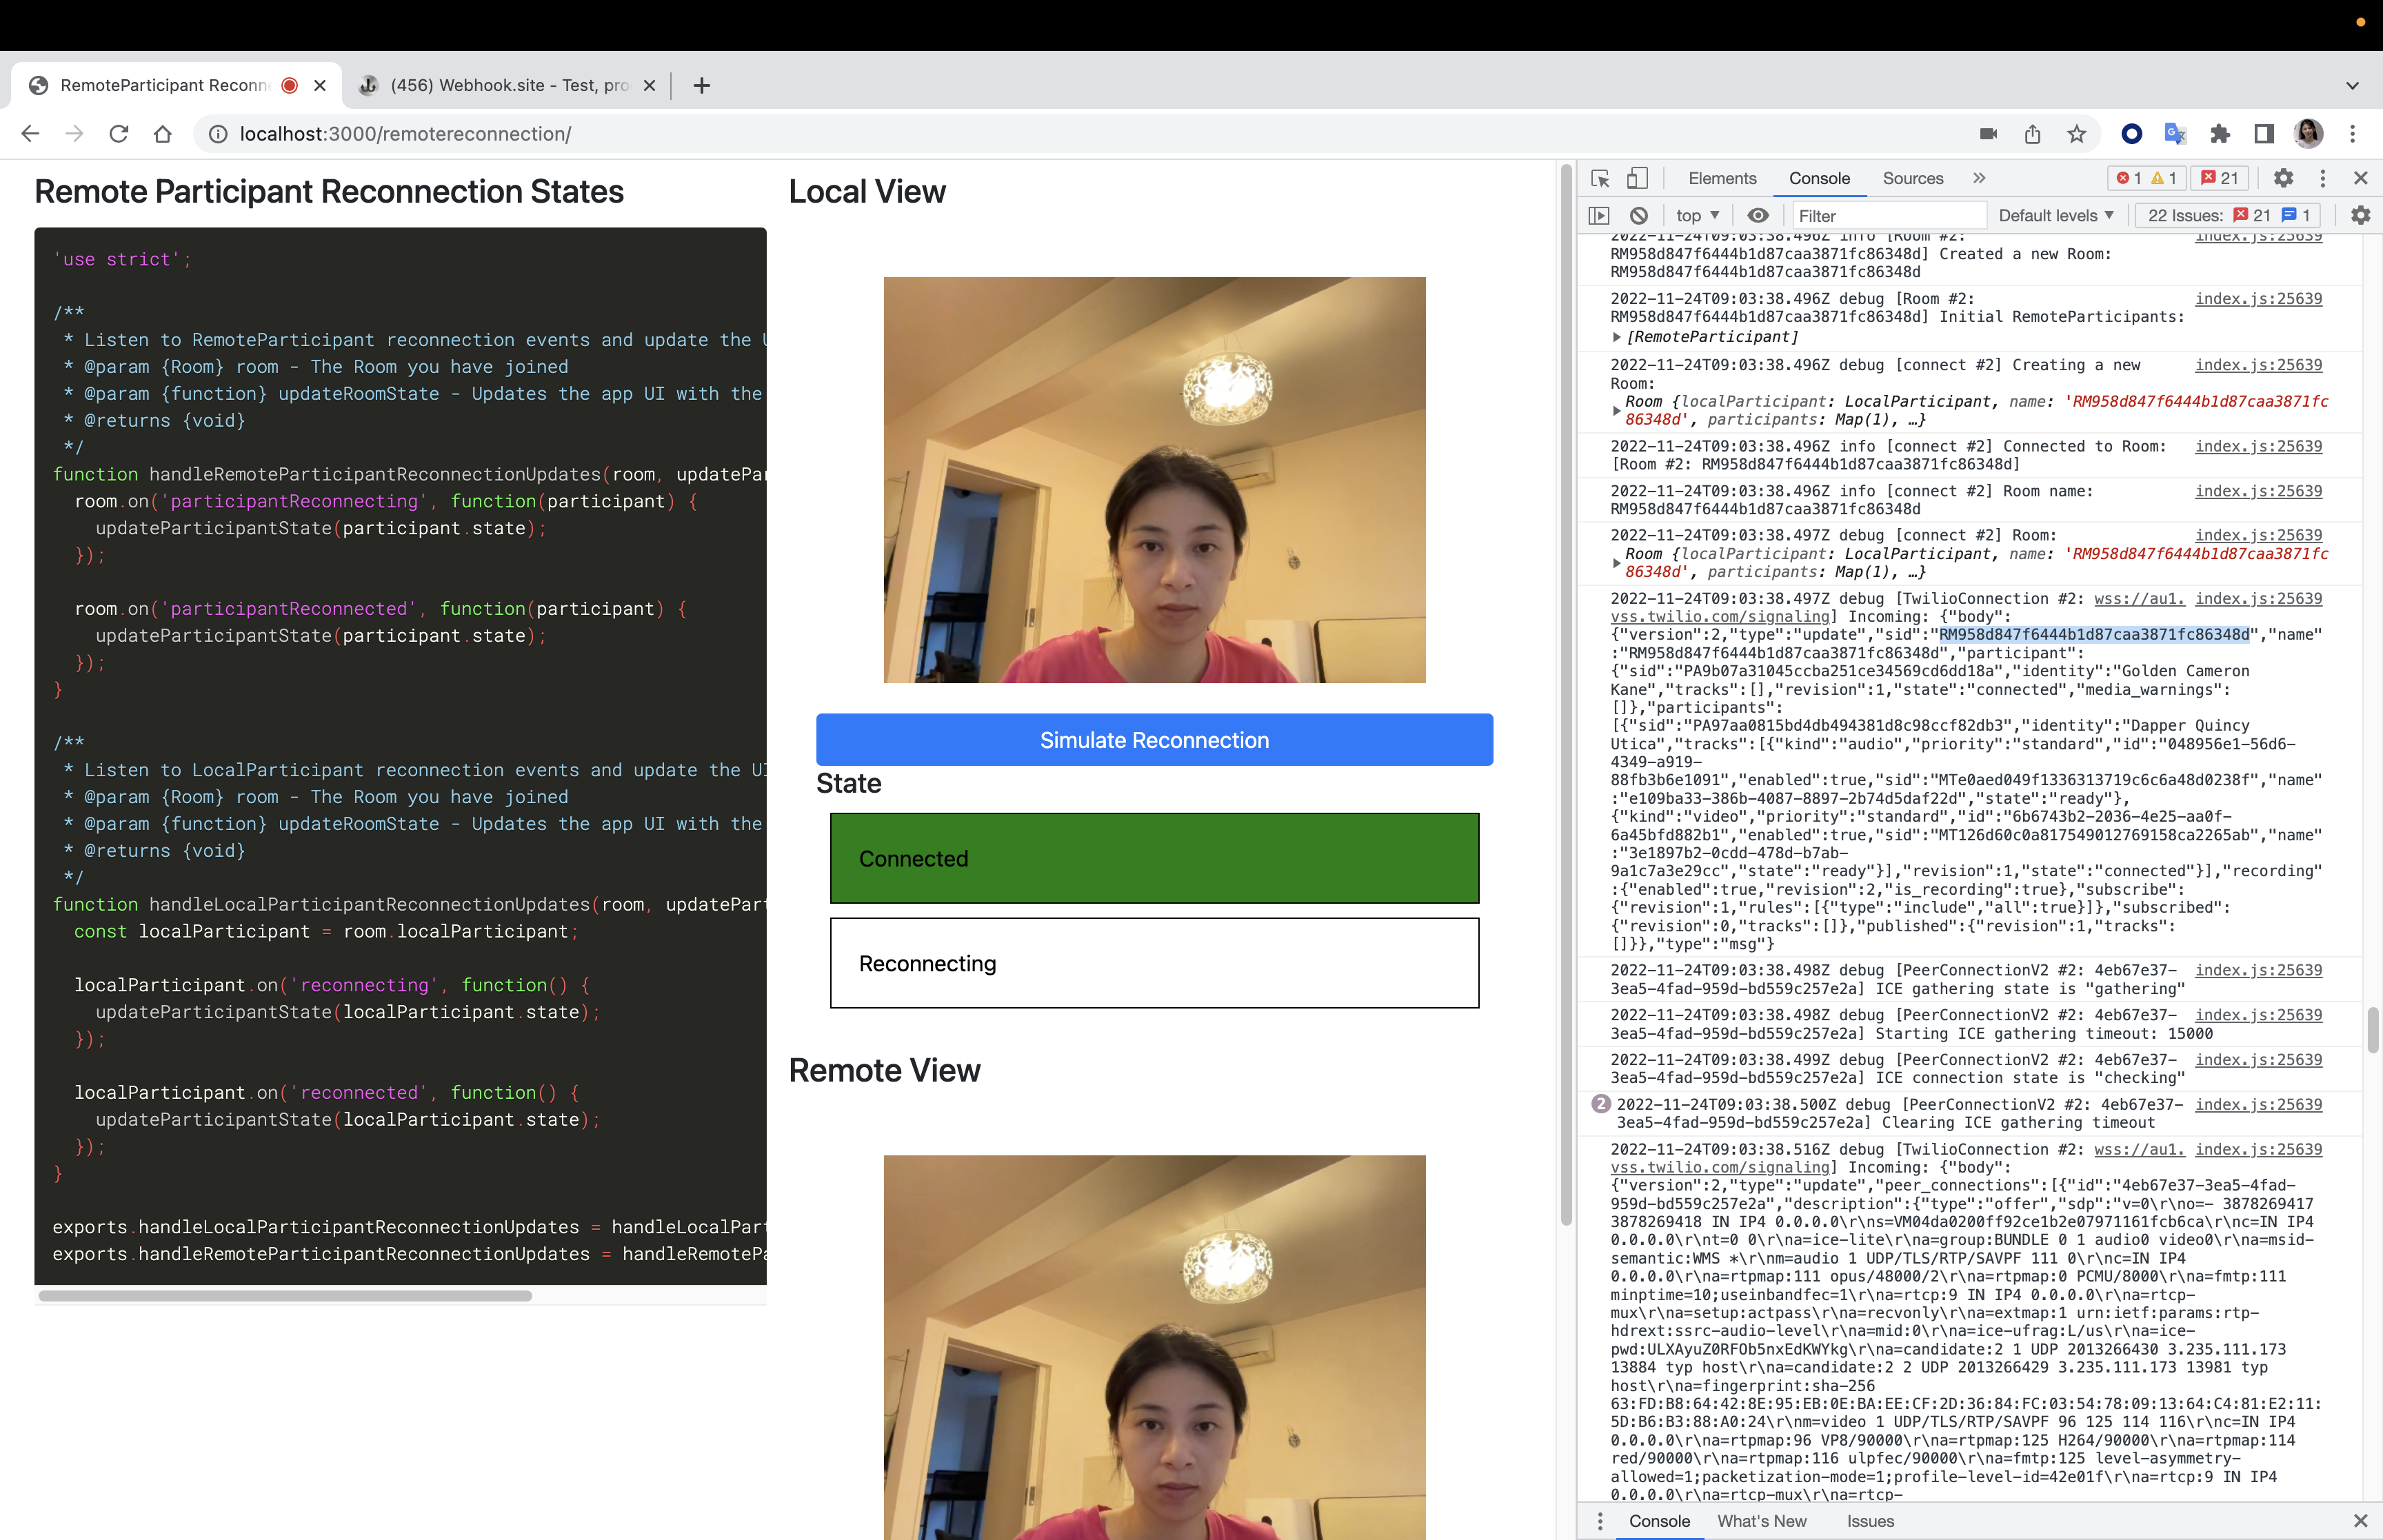 RemoteParticipant Reconn
(456) Webhook.site - Test, pro
localhost:3000/remotereconnection/
Remote Participant Reconnection States
'use strict';
/**
* Listen to RemoteParticipant reconnection events and update the U
* @param {Room} room - The Room you have joined
* @param {function} updateRoomState - Updates the app UI with the
* @returns {void}
*/
function handleRemoteParticipantReconnectionUpdates(room, updatePar
room.on('participantReconnecting', function(participant) {
updateParticipantState(participant.state);
});
room.on('participantReconnected', function(participant) {
updateParticipantState(participant.state);
});
}
/**
* Listen to LocalParticipant reconnection events and update the UI
* @param {Room} room - The Room you have joined
* @param {function} updateRoomState - Updates the app UI with the
* @returns {void}
*/
function handleLocalParticipantReconnectionUpdates(room, updatePart
const localParticipant = room.localParticipant;
localParticipant.on('reconnecting', function() {
updateParticipantState(localParticipant.state);
});
localParticipant.on('reconnected', function() {
updateParticipantState(localParticipant.state);
});
}
exports.handleLocalParticipantReconnectionUpdates = handleLocalPart
exports.handleRemoteParticipantReconnectionUpdates = handleRemotePa
Local View
Simulate Reconnection
State
Connected
Reconnecting
Remote View
Elements Console Sources 1 1 21
top Filter Default levels 22 Issues: 21 1
2022-11-24T09:03:38.496Z info [Room #2: index.js:25639
RM958d847f6444b1d87caa3871fc86348d] Created a new Room:
RM958d847f6444b1d87caa3871fc86348d
2022-11-24T09:03:38.496Z debug [Room #2: index.js:25639
RM958d847f6444b1d87caa3871fc86348d] Initial RemoteParticipants:
[RemoteParticipant]
2022-11-24T09:03:38.496Z debug [connect #2] Creating a new index.js:25639
Room:
Room {localParticipant: LocalParticipant, name: 'RM958d847f6444b1d87caa3871fc
86348d', participants: Map(1), …}
2022-11-24T09:03:38.496Z info [connect #2] Connected to Room: index.js:25639
[Room #2: RM958d847f6444b1d87caa3871fc86348d]
2022-11-24T09:03:38.496Z info [connect #2] Room name: index.js:25639
RM958d847f6444b1d87caa3871fc86348d
2022-11-24T09:03:38.497Z debug [connect #2] Room: index.js:25639
Room {localParticipant: LocalParticipant, name: 'RM958d847f6444b1d87caa3871fc
86348d', participants: Map(1), …}
2022-11-24T09:03:38.497Z debug [TwilioConnection #2: wss://au1. index.js:25639
vss.twilio.com/signaling] Incoming: {"body":
{"version":2,"type":"update","sid":"RM958d847f6444b1d87caa3871fc86348d","name"
:"RM958d847f6444b1d87caa3871fc86348d","participant":
{"sid":"PA9b07a31045ccba251ce34569cd6dd18a","identity":"Golden Cameron
Kane","tracks":[],"revision":1,"state":"connected","media_warnings":
[]},"participants":
[{"sid":"PA97aa0815bd4db494381d8c98ccf82db3","identity":"Dapper Quincy
Utica","tracks":[{"kind":"audio","priority":"standard","id":"048956e1-56d6-
4349-a919-
88fb3b6e1091","enabled":true,"sid":"MTe0aed049f1336313719c6c6a48d0238f","name"
:"e109ba33-386b-4087-8897-2b74d5daf22d","state":"ready"},
{"kind":"video","priority":"standard","id":"6b6743b2-2036-4e25-aa0f-
6a45bfd882b1","enabled":true,"sid":"MT126d60c0a817549012769158ca2265ab","name"
:"3e1897b2-0cdd-478d-b7ab-
9a1c7a3e29cc","state":"ready"}],"revision":1,"state":"connected"}],"recording"
:{"enabled":true,"revision":2,"is_recording":true},"subscribe":
{"revision":1,"rules":[{"type":"include","all":true}]},"subscribed":
{"revision":0,"tracks":[]},"published":{"revision":1,"tracks":
[]}},"type":"msg"}
2022-11-24T09:03:38.498Z debug [PeerConnectionV2 #2: 4eb67e37- index.js:25639
3ea5-4fad-959d-bd559c257e2a] ICE gathering state is "gathering"
2022-11-24T09:03:38.498Z debug [PeerConnectionV2 #2: 4eb67e37- index.js:25639
3ea5-4fad-959d-bd559c257e2a] Starting ICE gathering timeout: 15000
2022-11-24T09:03:38.499Z debug [PeerConnectionV2 #2: 4eb67e37- index.js:25639
3ea5-4fad-959d-bd559c257e2a] ICE connection state is "checking"
2 2022-11-24T09:03:38.500Z debug [PeerConnectionV2 #2: 4eb67e37- index.js:25639
3ea5-4fad-959d-bd559c257e2a] Clearing ICE gathering timeout
2022-11-24T09:03:38.516Z debug [TwilioConnection #2: wss://au1. index.js:25639
vss.twilio.com/signaling] Incoming: {"body":
{"version":2,"type":"update","peer_connections":[{"id":"4eb67e37-3ea5-4fad-
959d-bd559c257e2a","description":{"type":"offer","sdp":"v=0\r\no=- 3878269417
3878269418 IN IP4 0.0.0.0\r\ns=VM04da0200ff92ce1b2e07971161fcb6ca\r\nc=IN IP4
0.0.0.0\r\nt=0 0\r\na=ice-lite\r\na=group:BUNDLE 0 1 audio0 video0\r\na=msid-
semantic:WMS *\r\nm=audio 1 UDP/TLS/RTP/SAVPF 111 0\r\nc=IN IP4
0.0.0.0\r\na=rtpmap:111 opus/48000/2\r\na=rtpmap:0 PCMU/8000\r\na=fmtp:111
minptime=10;useinbandfec=1\r\na=rtcp:9 IN IP4 0.0.0.0\r\na=rtcp-
mux\r\na=setup:actpass\r\na=recvonly\r\na=extmap:1 urn:ietf:params:rtp-
hdrext:ssrc-audio-level\r\na=mid:0\r\na=ice-ufrag:L/us\r\na=ice-
pwd:ULXAyuZ0RFOb5nxEdKWYkg\r\na=candidate:2 1 UDP 2013266430 3.235.111.173
13884 typ host\r\na=candidate:2 2 UDP 2013266429 3.235.111.173 13981 typ
host\r\na=fingerprint:sha-256
63:FD:B8:64:42:8E:95:EB:0E:BA:EE:CF:2D:36:84:FC:03:54:78:09:13:64:C4:81:E2:11:
5D:B6:B3:88:A0:24\r\nm=video 1 UDP/TLS/RTP/SAVPF 96 125 114 116\r\nc=IN IP4
0.0.0.0\r\na=rtpmap:96 VP8/90000\r\na=rtpmap:125 H264/90000\r\na=rtpmap:114
red/90000\r\na=rtpmap:116 ulpfec/90000\r\na=fmtp:125 level-asymmetry-
allowed=1;packetization-mode=1;profile-level-id=42e01f\r\na=rtcp:9 IN IP4
0.0.0.0\r\na=rtcp-mux\r\na=rtcp-
Console What's New Issues